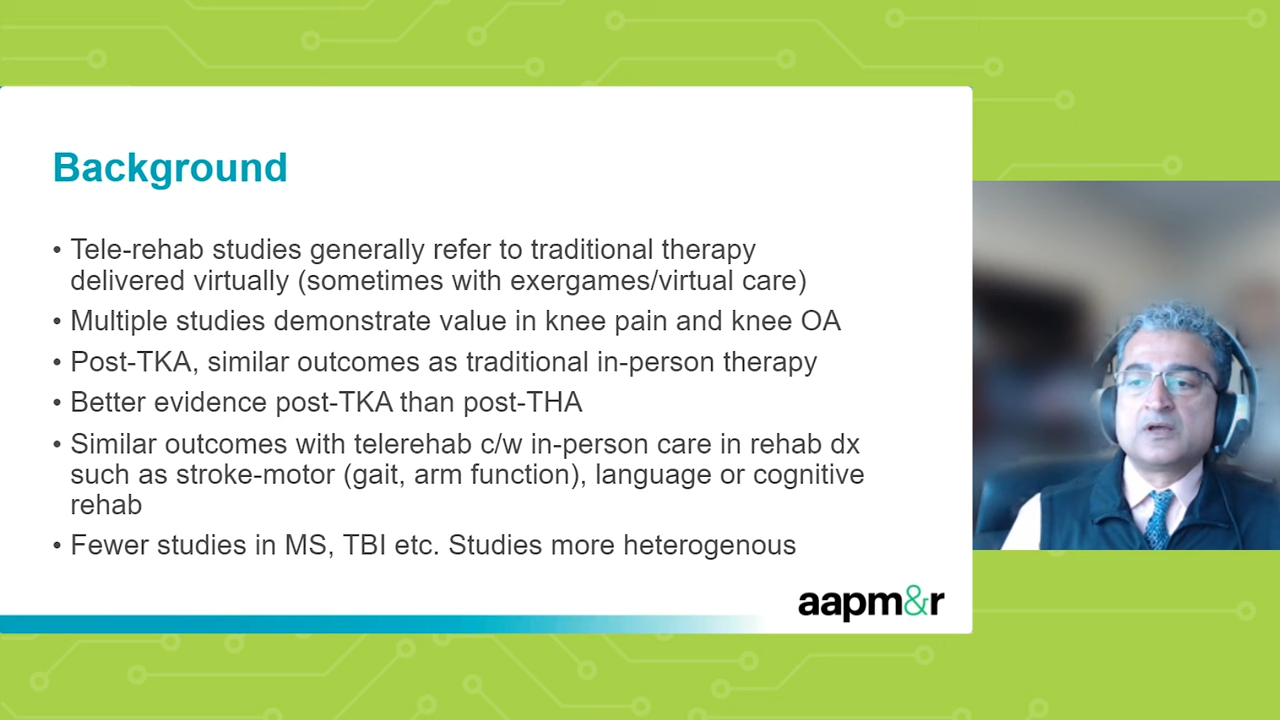 Background
• Tele-rehab studies generally refer to traditional therapy
delivered virtually (sometimes with exergames/virtual care)
• Multiple studies demonstrate value in knee pain and knee OA
• Post-TKA, similar outcomes as traditional in-person therapy
• Better evidence post-TKA than post-THA
• Similar outcomes with telerehab c/w in-person care in rehab dx
such as stroke-motor (gait, arm function), language or cognitive
rehab
• Fewer studies in MS, TBI etc. Studies more heterogenous
aapm&r